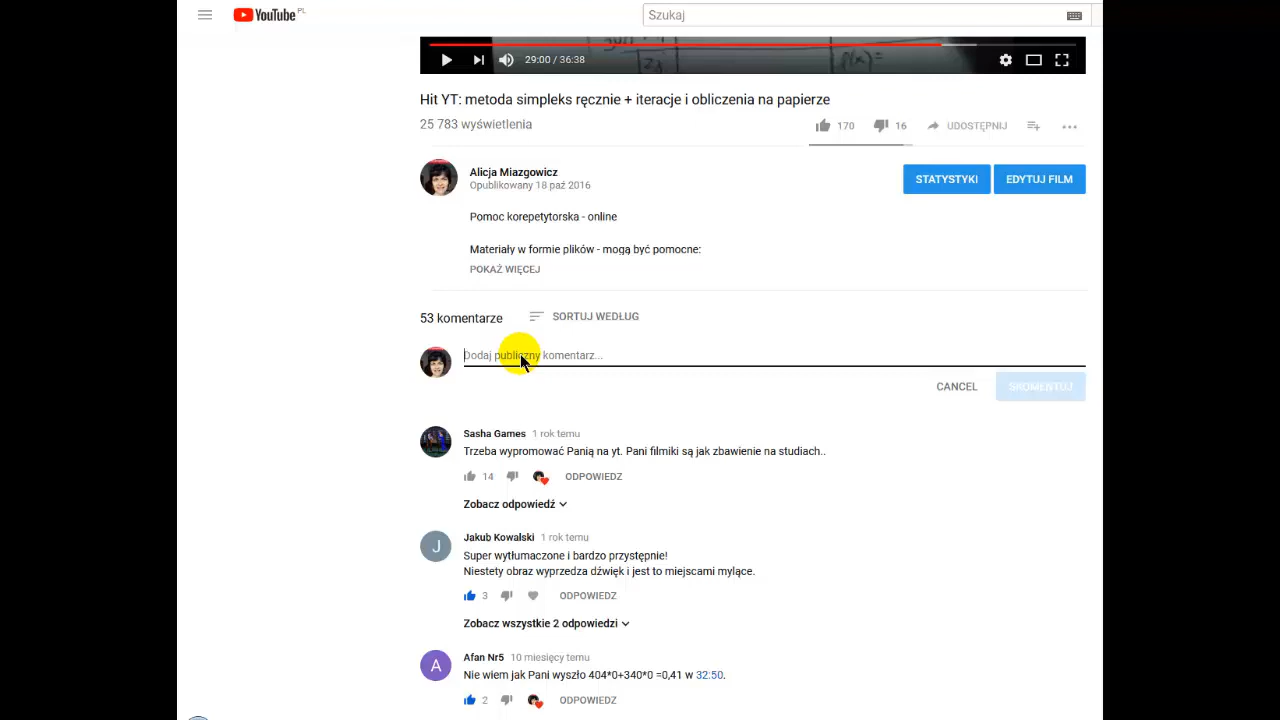 YouTube PL
Szukaj
29:00 / 36:38
f(x)=
Hit YT: metoda simpleks ręcznie + iteracje i obliczenia na papierze
25 783 wyświetlenia
170 16 UDOSTĘPNIJ
Alicja Miazgowicz
Opublikowany 18 paź 2016
STATYSTYKI EDYTUJ FILM
Pomoc korepetytorska - online
Materiały w formie plików - mogą być pomocne:
POKAŻ WIĘCEJ
53 komentarze SORTUJ WEDŁUG
Dodaj publiczny komentarz...
CANCEL SKOMENTUJ
Sasha Games 1 rok temu
Trzeba wypromować Panią na yt. Pani filmiki są jak zbawienie na studiach..
14 ODPOWIEDZ
Zobacz odpowiedź
J
Jakub Kowalski 1 rok temu
Super wytłumaczone i bardzo przystępnie!
Niestety obraz wyprzedza dźwięk i jest to miejscami mylące.
3 ODPOWIEDZ
Zobacz wszystkie 2 odpowiedzi
A
Afan Nr5 10 miesięcy temu
Nie wiem jak Pani wyszło 404*0+340*0 =0,41 w 32:50.
2 ODPOWIEDZ